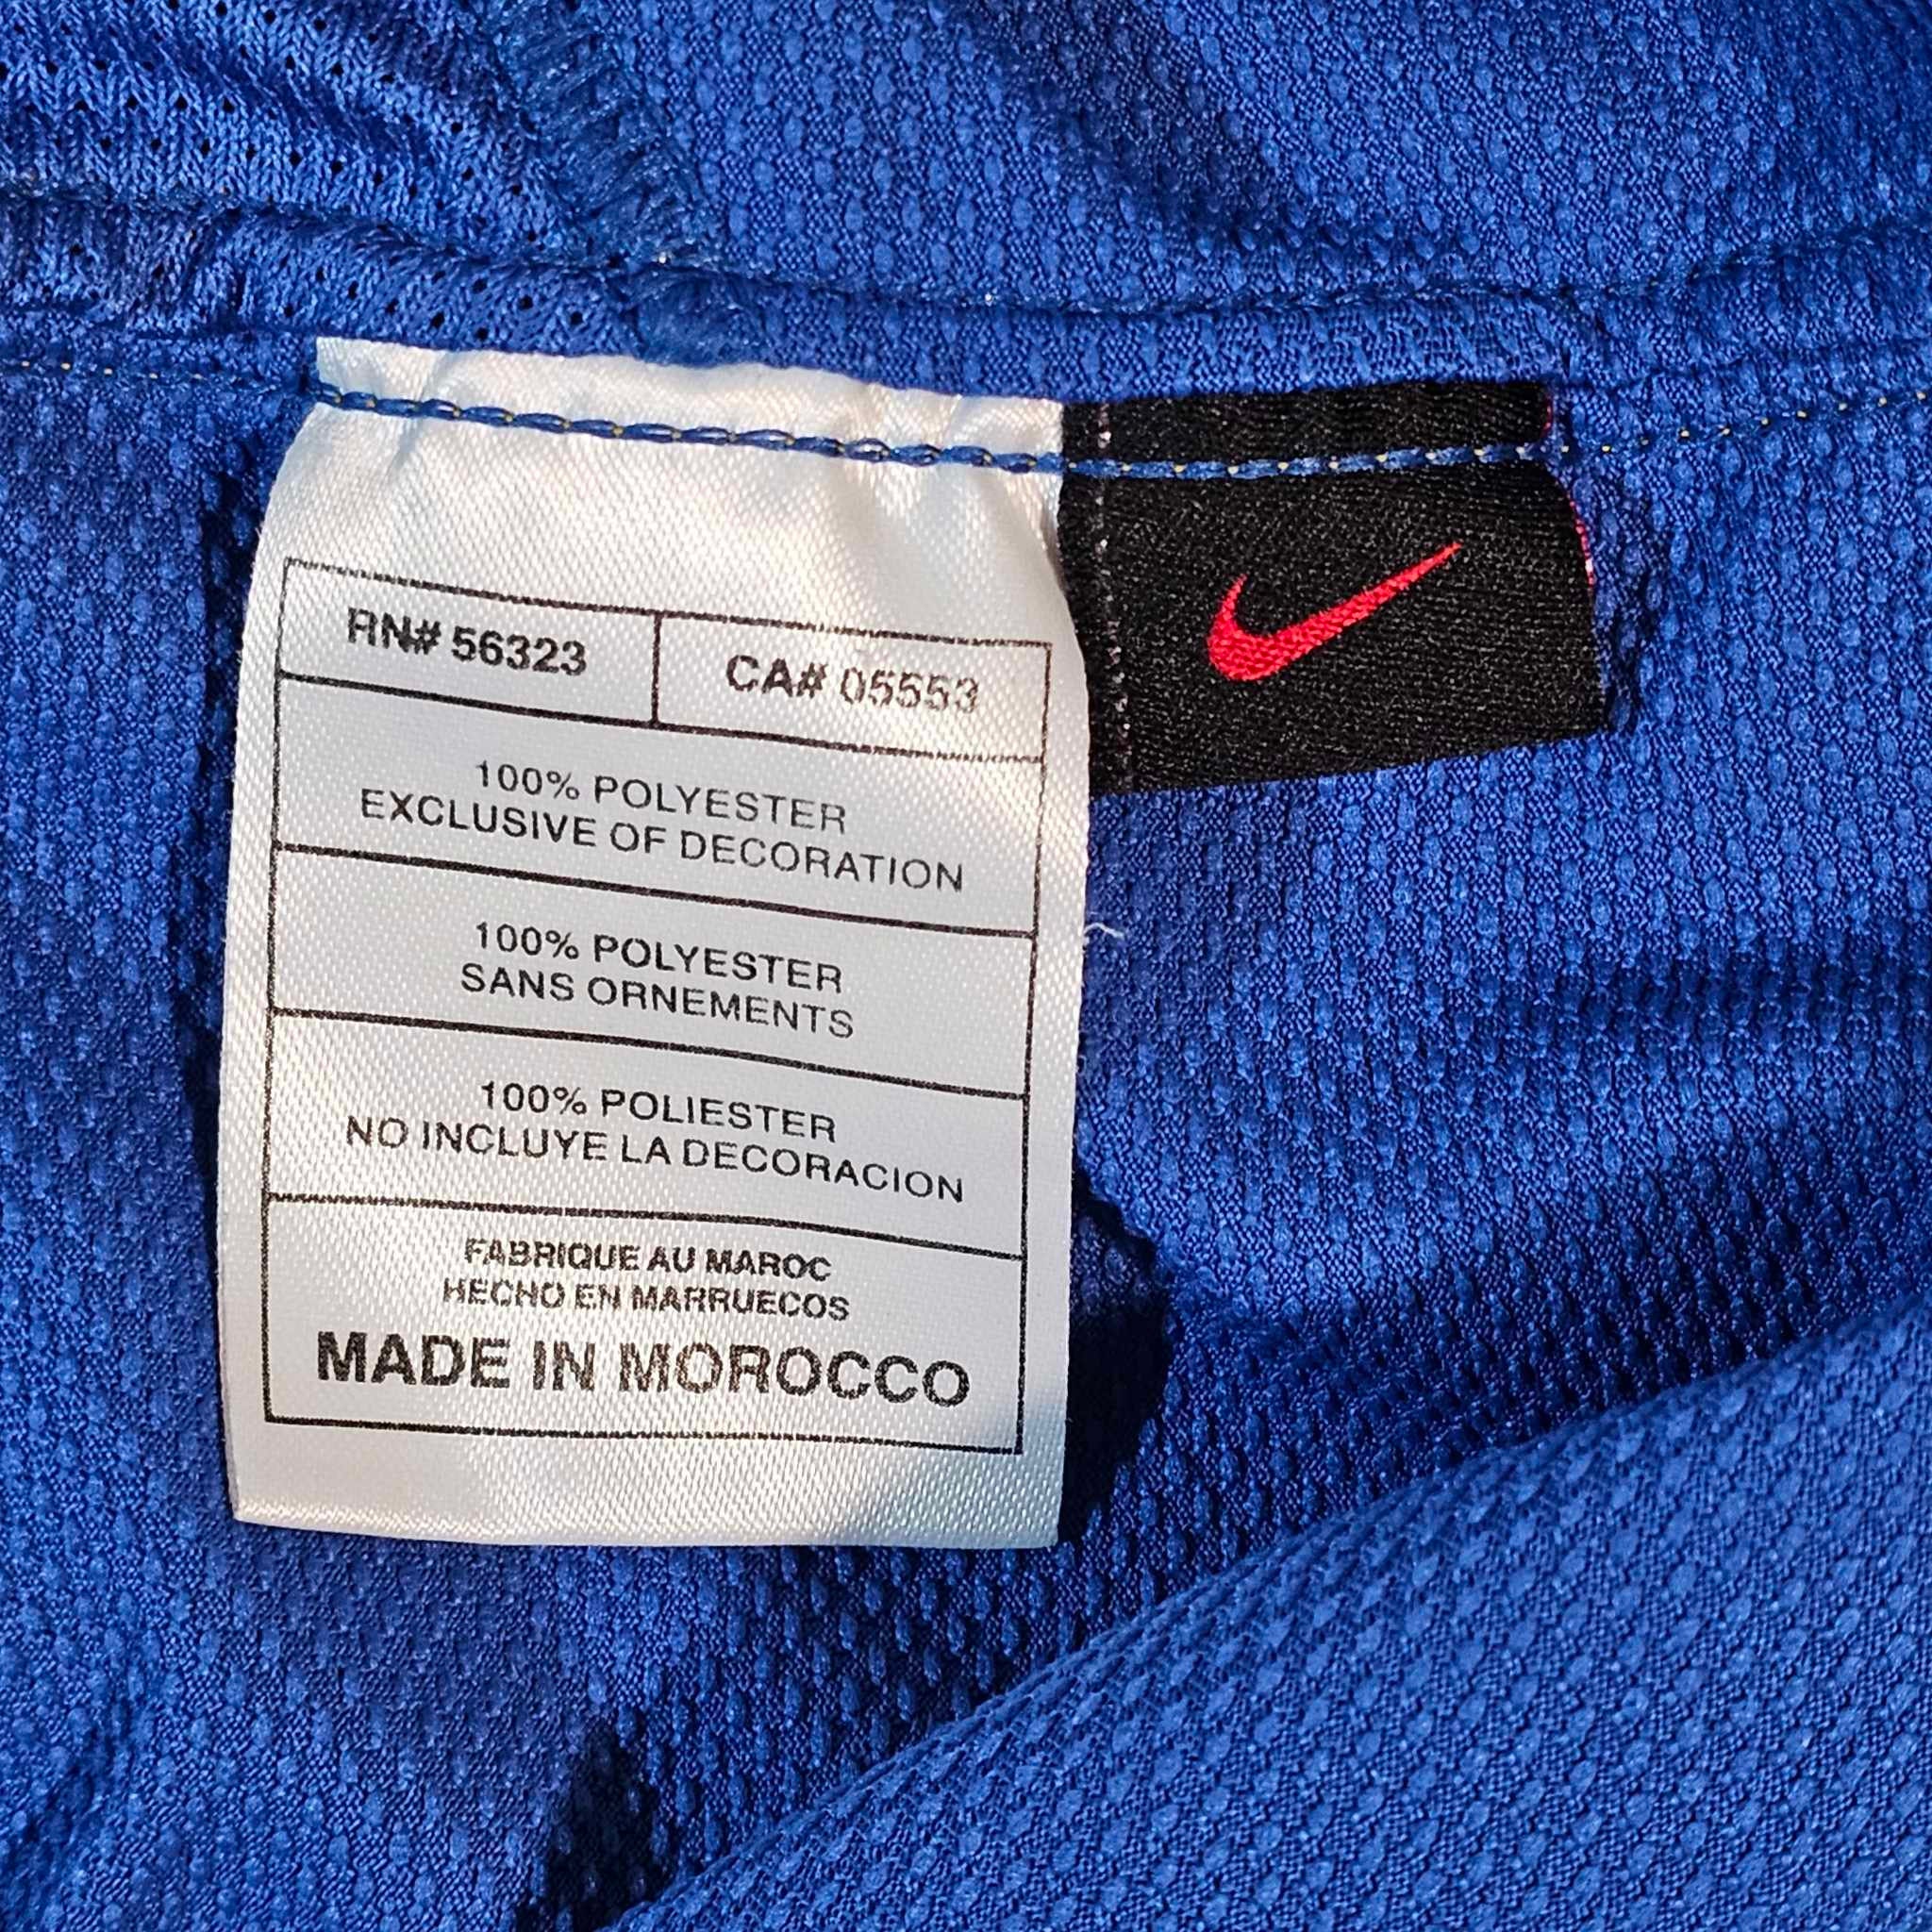 RN# 56323
CA# 05553
100% POLYESTER
EXCLUSIVE OF DECORATION
100% POLYESTER
SANS ORNEMENTS
100% POLIESTER
NO INCLUYE LA DECORACION
FABRIQUE AU MAROC
HECHO EN MARRUECOS
MADE IN MOROCCO